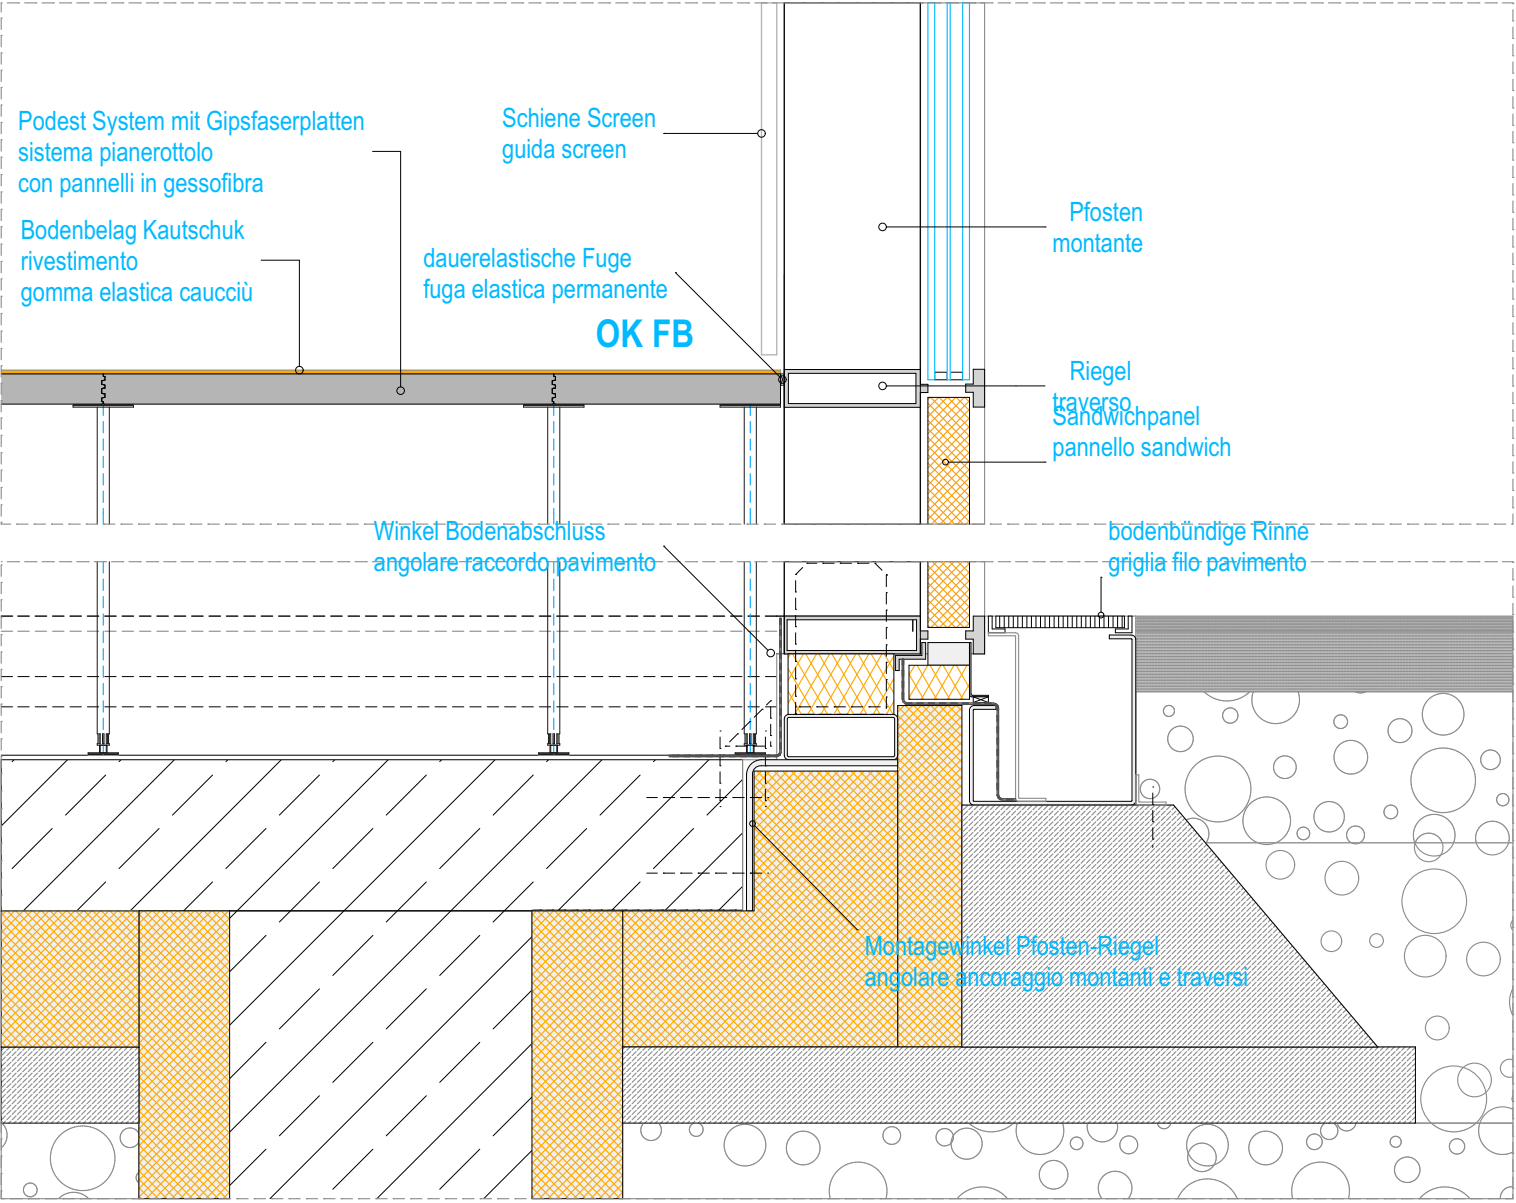 Podest System mit Gipsfaserplatten
sistema pianerottolo
con pannelli in gessofibra
Schiene Screen
guida screen
Pfosten
montante
Bodenbelag Kautschuk
rivestimento
gomma elastica caucciù
dauerelastische Fuge
fuga elastica permanente
OK FB
Riegel
traverso
Sandwichpanel
pannello sandwich
Winkel Bodenabschluss
angolare raccordo pavimento
bodenbündige Rinne
griglia filo pavimento
Montagewinkel Pfosten-Riegel
angolare ancoraggio montanti e traversi